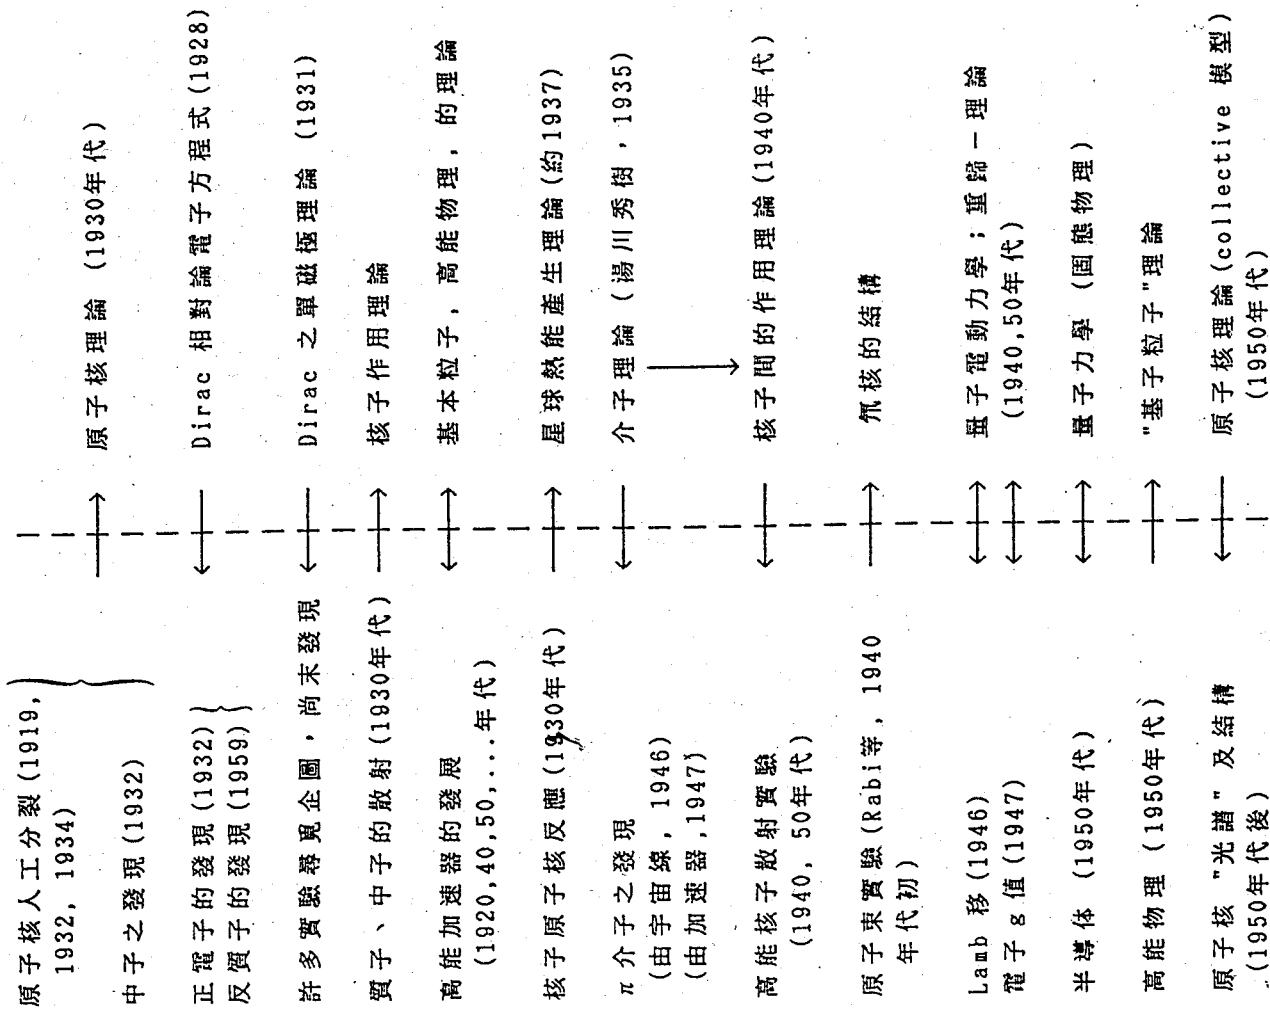 原子核人工分裂(1919,
1932, 1934)
中子之發現(1932)
原子核理論 (1930年代)
正電子的發現(1932)
反質子的發現(1959)
Dirac 相對論電子方程式(1928)
許多實驗尋覓企圖，尚末發現
Dirac 之單磁極理論 (1931)
質子、中子的散射(1930年代)
核子作用理論
高能加速器的發展
(1920,40,50,...年代)
基本粒子, 高能物理, 的理論
核子原子核反應(1930年代)
星球熱能產生理論(約1937)
π介子之發現
(由宇宙線, 1946)
(由加速器,1947)
介子理論 (湯川秀樹，1935)
高能核子散射實驗
(1940, 50年代)
核子間的作用理論(1940年代)
原子束實驗(Rabi等, 1940
年代初)
氘核的結構
Lamb 移(1946)
電子 g 值(1947)
量子電動力學；重歸一理論
(1940,50年代)
半導体 (1950年代)
量子力學 (固態物理)
高能物理 (1950年代)
"基子粒子"理論
原子核 "光譜" 及結構
(1950年代後)
原子核理論(collective 模型)
(1950年代)